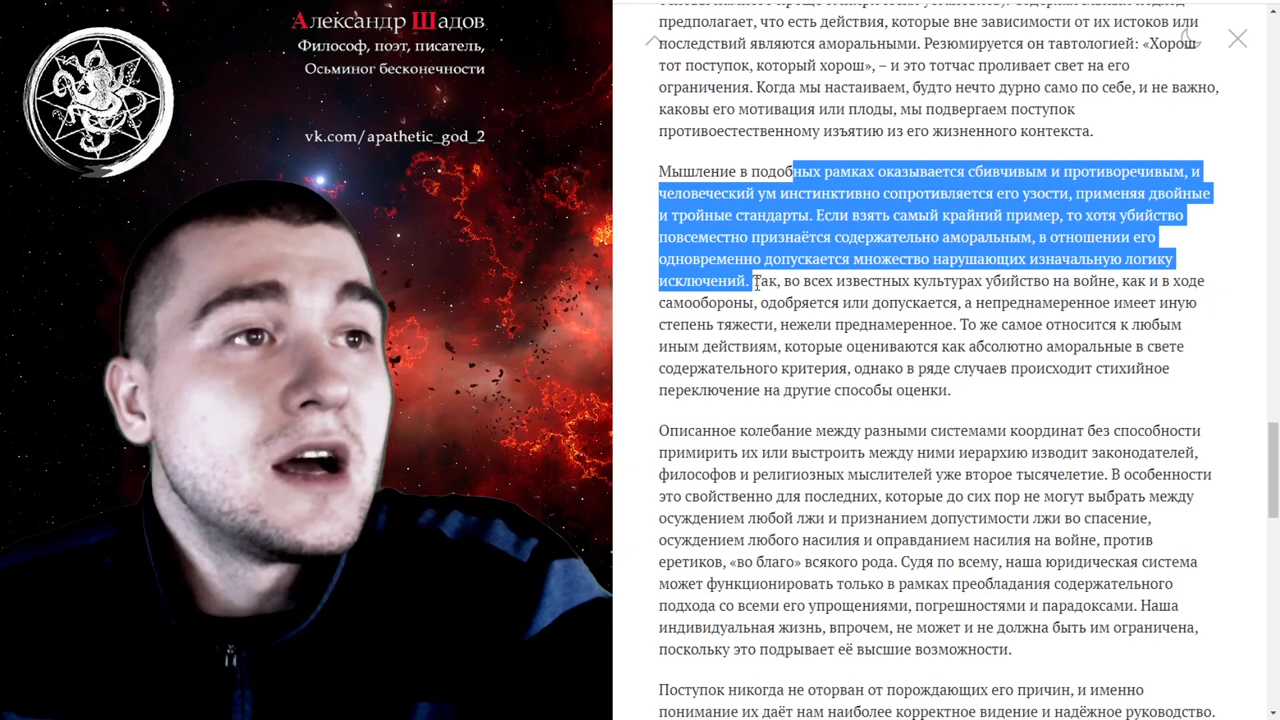 Александр Шадов
Философ, поэт, писатель,
Осьминог бесконечности
vk.com/apathetic_god_2
предполагает, что есть действия, которые вне зависимости от их истоков или
последствий являются аморальными. Резюмируется он тавтологией: «Хорош
тот поступок, который хорош», – и это тотчас проливает свет на его
ограничения. Когда мы настаиваем, будто нечто дурно само по себе, и не важно,
каковы его мотивация или плоды, мы подвергаем поступок
противоестественному изъятию из его жизненного контекста.
Мышление в подобных рамках оказывается сбивчивым и противоречивым, и
человеческий ум инстинктивно сопротивляется его узости, применяя двойные
и тройные стандарты. Если взять самый крайний пример, то хотя убийство
повсеместно признаётся содержательно аморальным, в отношении его
одновременно допускается множество нарушающих изначальную логику
исключений. Так, во всех известных культурах убийство на войне, как и в ходе
самообороны, одобряется или допускается, а непреднамеренное имеет иную
степень тяжести, нежели преднамеренное. То же самое относится к любым
иным действиям, которые оцениваются как абсолютно аморальные в свете
содержательного критерия, однако в ряде случаев происходит стихийное
переключение на другие способы оценки.
Описанное колебание между разными системами координат без способности
примирить их или выстроить между ними иерархию изводит законодателей,
философов и религиозных мыслителей уже второе тысячелетие. В особенности
это свойственно для последних, которые до сих пор не могут выбрать между
осуждением любой лжи и признанием допустимости лжи во спасение,
осуждением любого насилия и оправданием насилия на войне, против
еретиков, «во благо» всякого рода. Судя по всему, наша юридическая система
может функционировать только в рамках преобладания содержательного
подхода со всеми его упрощениями, погрешностями и парадоксами. Наша
индивидуальная жизнь, впрочем, не может и не должна быть им ограничена,
поскольку это подрывает её высшие возможности.
Поступок никогда не оторван от порождающих его причин, и именно
понимание их даёт нам наиболее корректное видение и надёжное руководство.